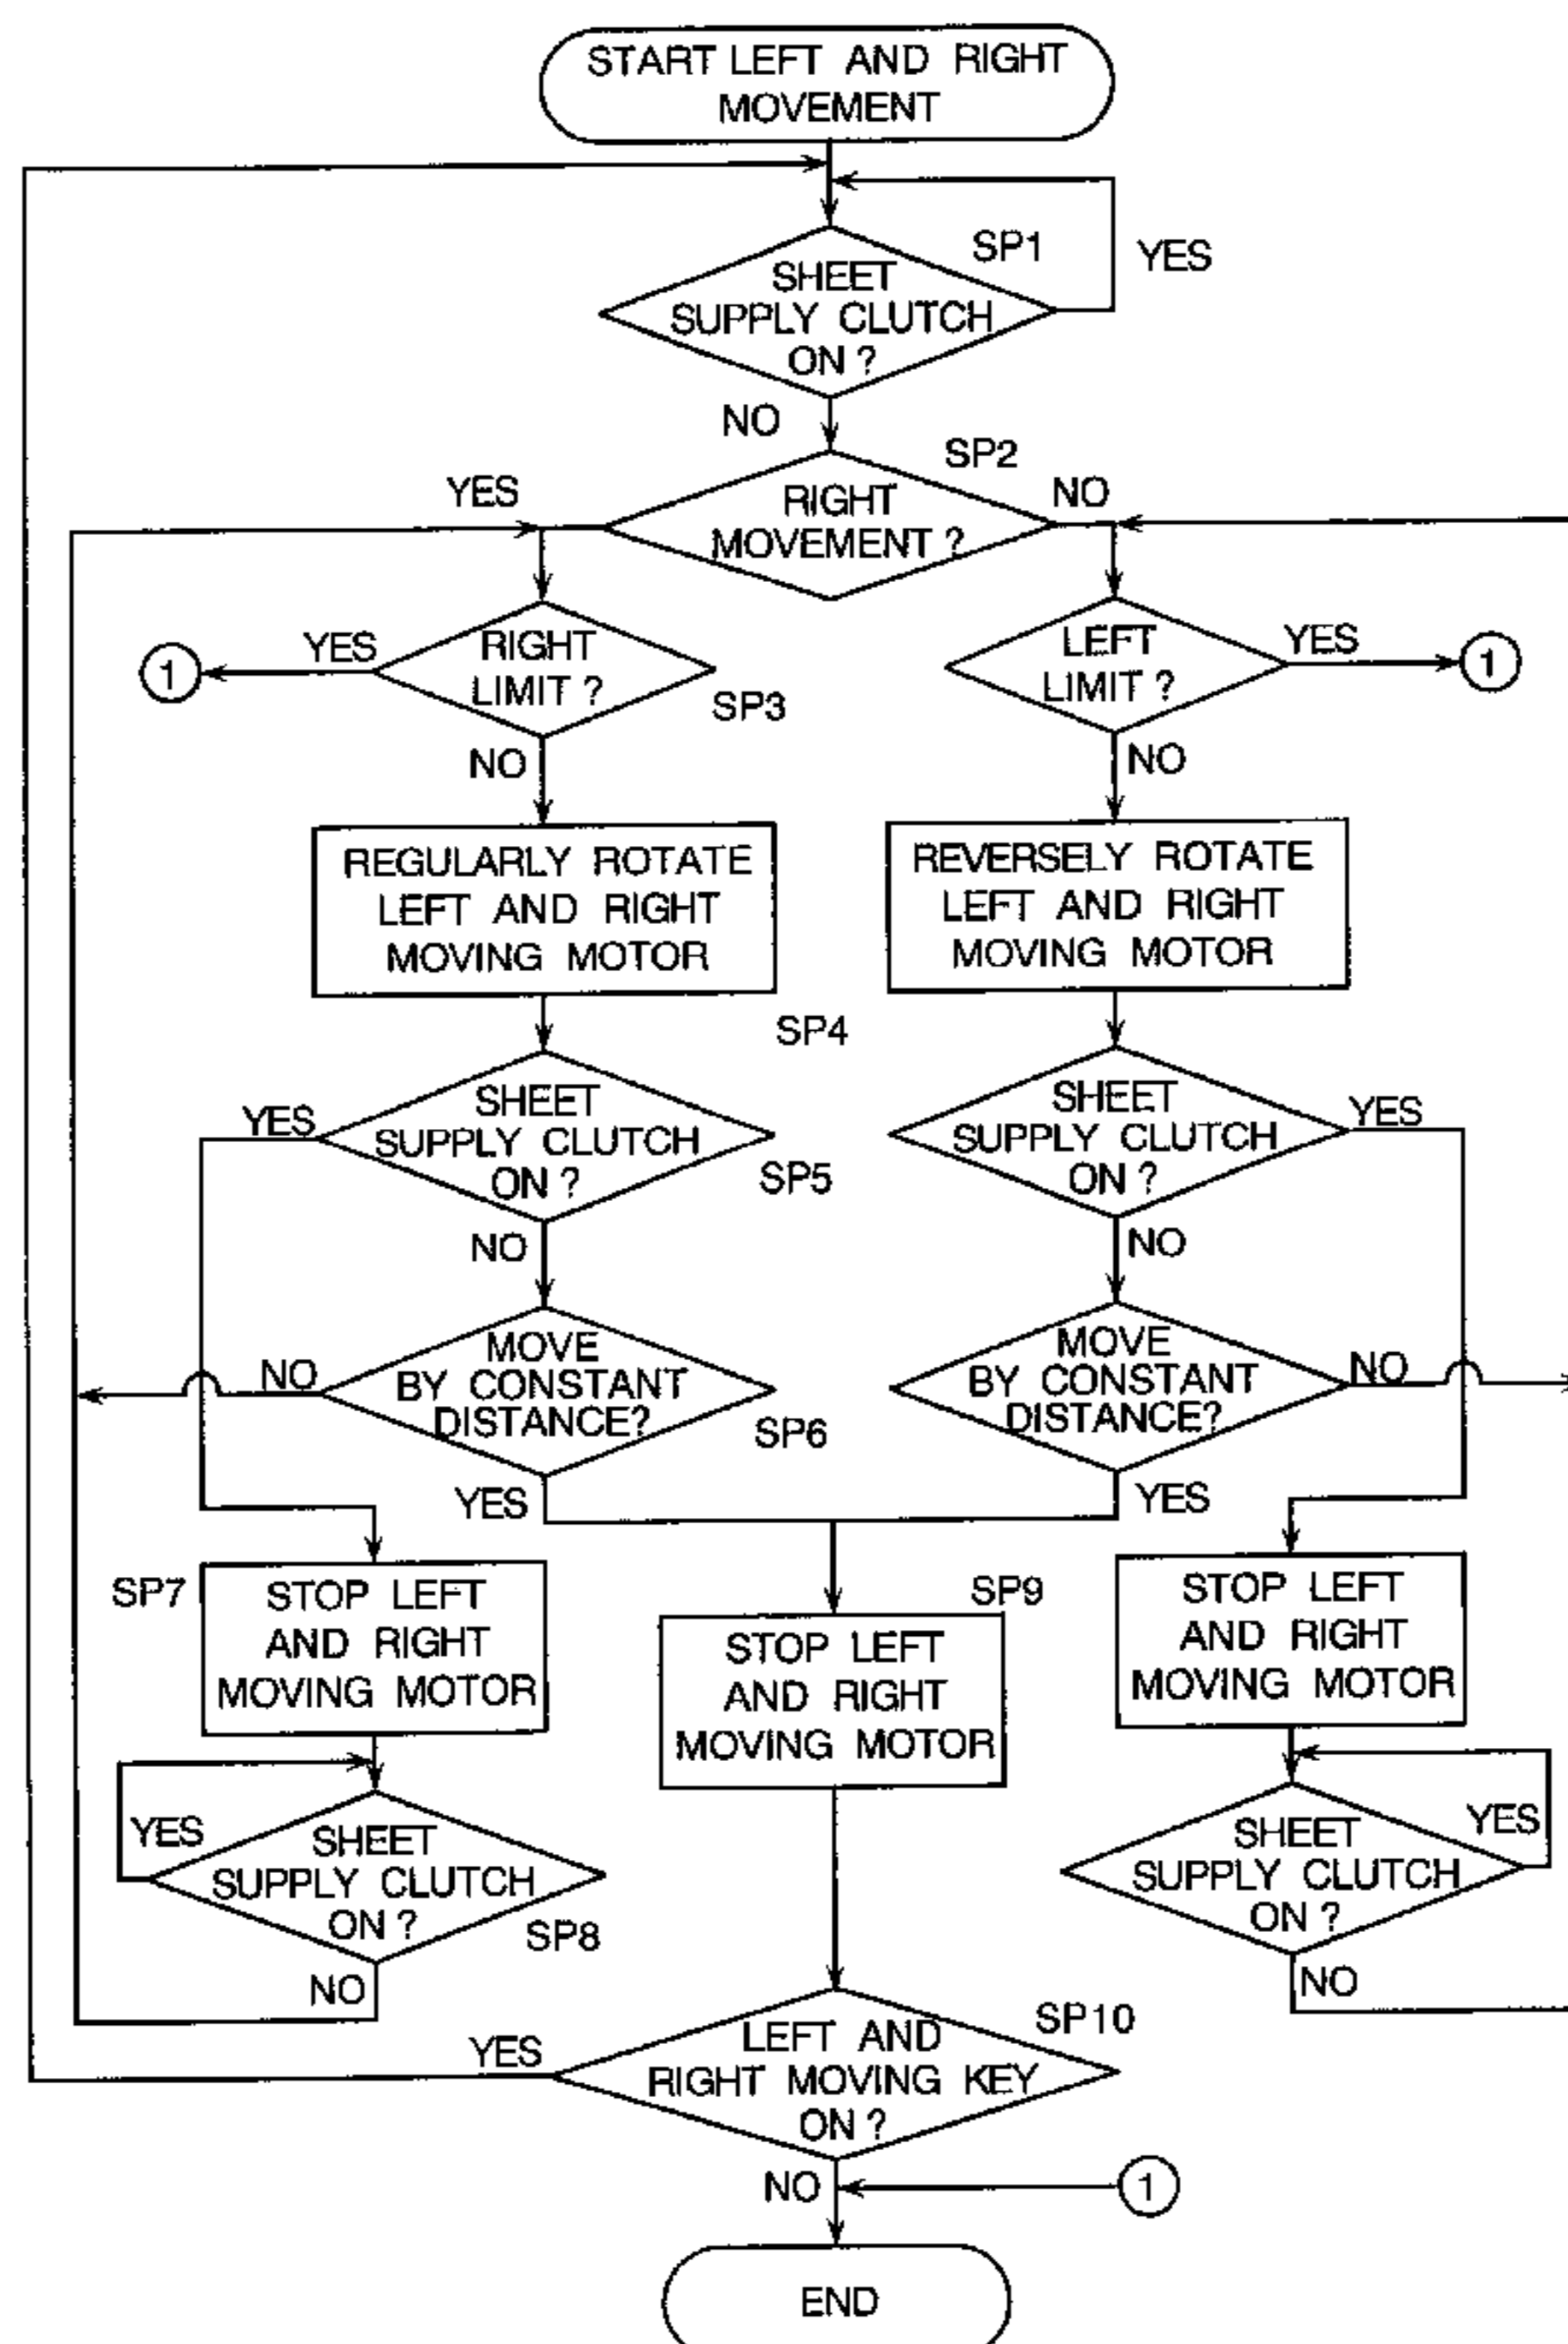 START LEFT AND RIGHT
MOVEMENT
SP1
YES
SHEET
SUPPLY CLUTCH
ON ?
NO
SP2
YES
RIGHT
MOVEMENT ?
NO
YES
RIGHT
LIMIT ?
1
SP3
LEFT
LIMIT ?
YES
1
NO
NO
REGULARLY ROTATE
LEFT AND RIGHT
MOVING MOTOR
REVERSELY ROTATE
LEFT AND RIGHT
MOVING MOTOR
SP4
YES
SHEET
SUPPLY CLUTCH
ON ?
SP5
SHEET
SUPPLY CLUTCH
ON ?
YES
NO
NO
NO
MOVE
BY CONSTANT
DISTANCE?
SP6
MOVE
BY CONSTANT
DISTANCE?
NO
YES
YES
SP7
STOP LEFT
AND RIGHT
MOVING MOTOR
SP9
STOP LEFT
AND RIGHT
MOVING MOTOR
STOP LEFT
AND RIGHT
MOVING MOTOR
YES
SHEET
SUPPLY CLUTCH
ON ?
SP8
NO
SHEET
SUPPLY CLUTCH
ON ?
YES
NO
SP10
YES
LEFT AND
RIGHT MOVING KEY
ON ?
NO
1
END